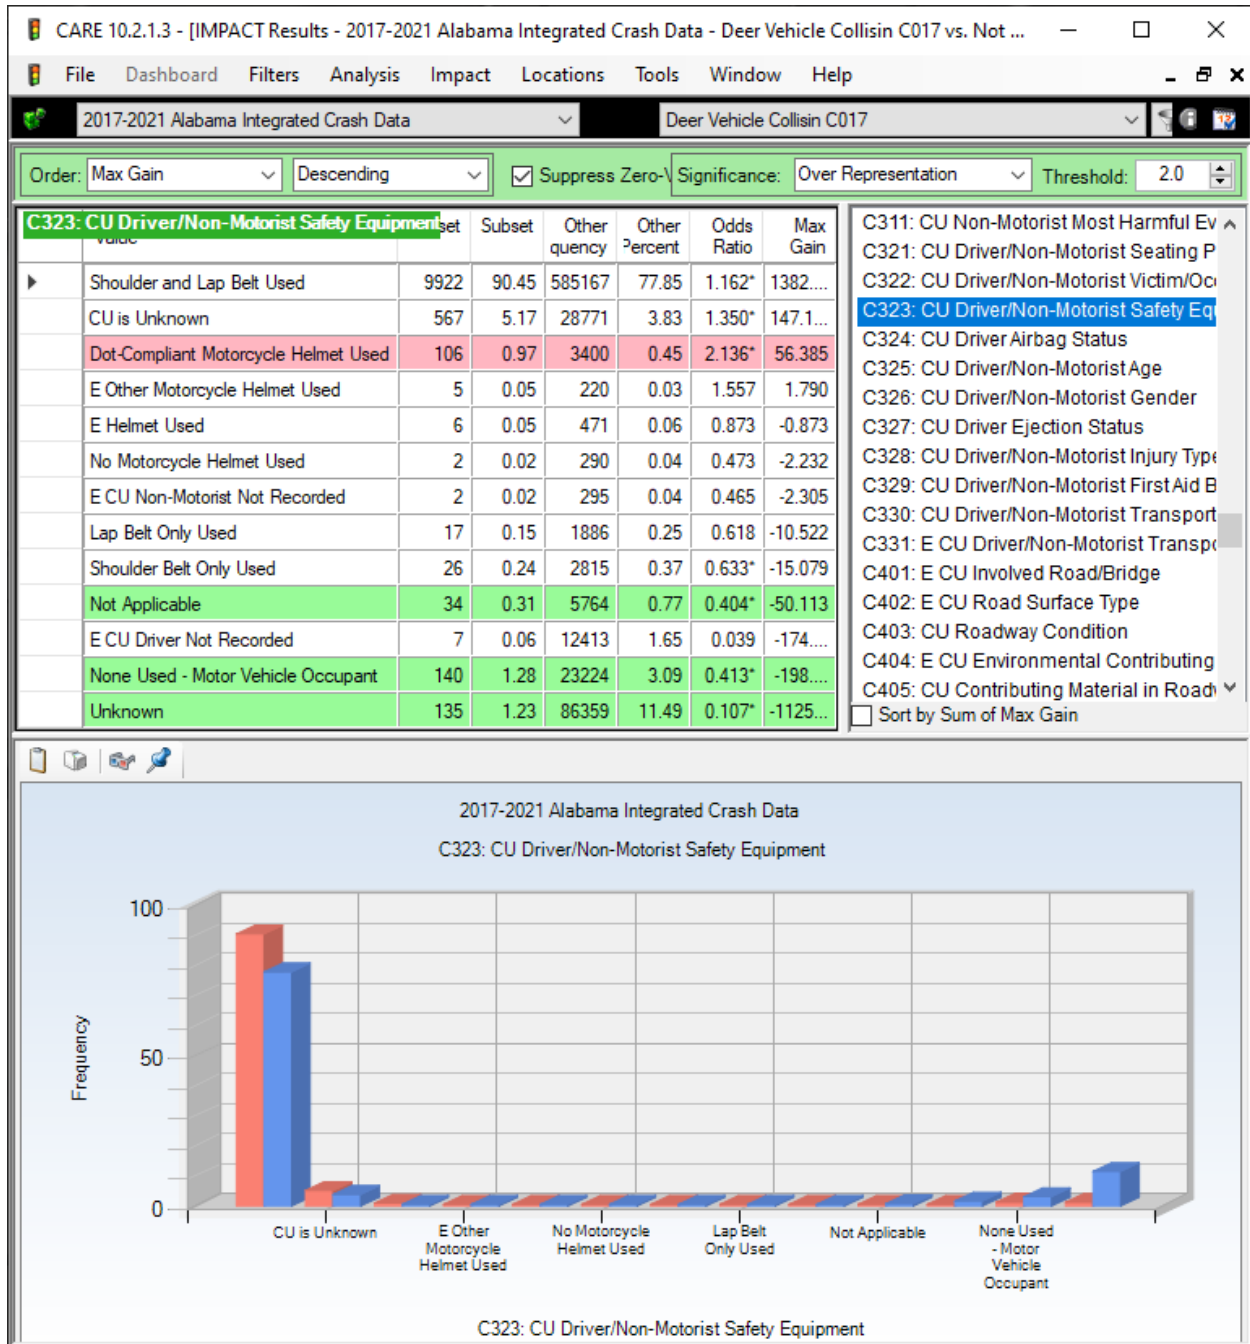 CARE 10.2.1.3 - [IMPACT Results - 2017-2021 Alabama Integrated Crash Data - Deer Vehicle Collisin C017 vs. Not ...
File Dashboard Filters Analysis Impact Locations Tools Window Help
2017-2021 Alabama Integrated Crash Data Deer Vehicle Collisin C017
Order: Max Gain Descending Suppress Zero-V Significance: Over Representation Threshold: 2.0
C323: CU Driver/Non-Motorist Safety Equipment set Subset Other quency Other Percent Odds Ratio Max Gain
Shoulder and Lap Belt Used 9922 90.45 585167 77.85 1.162* 1382....
CU is Unknown 567 5.17 28771 3.83 1.350* 147.1...
Dot-Compliant Motorcycle Helmet Used 106 0.97 3400 0.45 2.136* 56.385
E Other Motorcycle Helmet Used 5 0.05 220 0.03 1.557 1.790
E Helmet Used 6 0.05 471 0.06 0.873 -0.873
No Motorcycle Helmet Used 2 0.02 290 0.04 0.473 -2.232
E CU Non-Motorist Not Recorded 2 0.02 295 0.04 0.465 -2.305
Lap Belt Only Used 17 0.15 1886 0.25 0.618 -10.522
Shoulder Belt Only Used 26 0.24 2815 0.37 0.633* -15.079
Not Applicable 34 0.31 5764 0.77 0.404* -50.113
E CU Driver Not Recorded 7 0.06 12413 1.65 0.039 -174....
None Used - Motor Vehicle Occupant 140 1.28 23224 3.09 0.413* -198....
Unknown 135 1.23 86359 11.49 0.107* -1125...
C311: CU Non-Motorist Most Harmful Ev
C321: CU Driver/Non-Motorist Seating P
C322: CU Driver/Non-Motorist Victim/Oc
C323: CU Driver/Non-Motorist Safety Equ
C324: CU Driver Airbag Status
C325: CU Driver/Non-Motorist Age
C326: CU Driver/Non-Motorist Gender
C327: CU Driver Ejection Status
C328: CU Driver/Non-Motorist Injury Type
C329: CU Driver/Non-Motorist First Aid B
C330: CU Driver/Non-Motorist Transport
C331: E CU Driver/Non-Motorist Transpo
C401: E CU Involved Road/Bridge
C402: E CU Road Surface Type
C403: CU Roadway Condition
C404: E CU Environmental Contributing
C405: CU Contributing Material in Roadw
Sort by Sum of Max Gain
2017-2021 Alabama Integrated Crash Data
C323: CU Driver/Non-Motorist Safety Equipment
100
50
0
Frequency
CU is Unknown
E Other
Motorcycle
Helmet Used
No Motorcycle
Helmet Used
Lap Belt
Only Used
Not Applicable
None Used
- Motor
Vehicle
Occupant
C323: CU Driver/Non-Motorist Safety Equipment